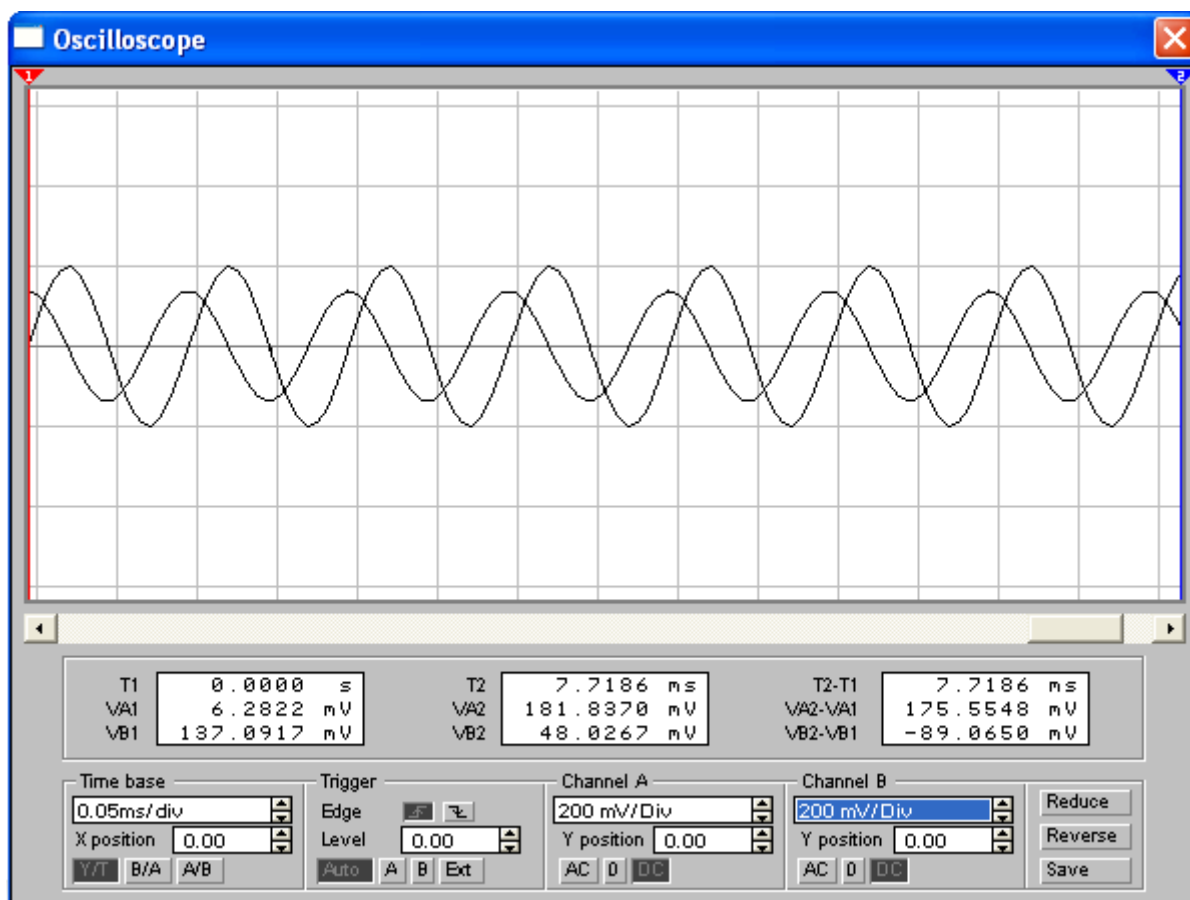 Oscilloscope
1 2
T1 0.0000 s T2 7.7186 ms T2-T1 7.7186 ms
VA1 6.2822 mV VA2 181.8370 mV VA2-VA1 175.5548 mV
VB1 137.0917 mV VB2 48.0267 mV VB2-VB1 -89.0650 mV
Time base Trigger Channel A Channel B
0.05ms/div Edge 200 mV/Div 200 mV/Div Reduce
X position 0.00 Level 0.00 Y position 0.00 Y position 0.00 Reverse
Y/T B/A A/B Auto A B Ext AC 0 DC AC 0 DC Save